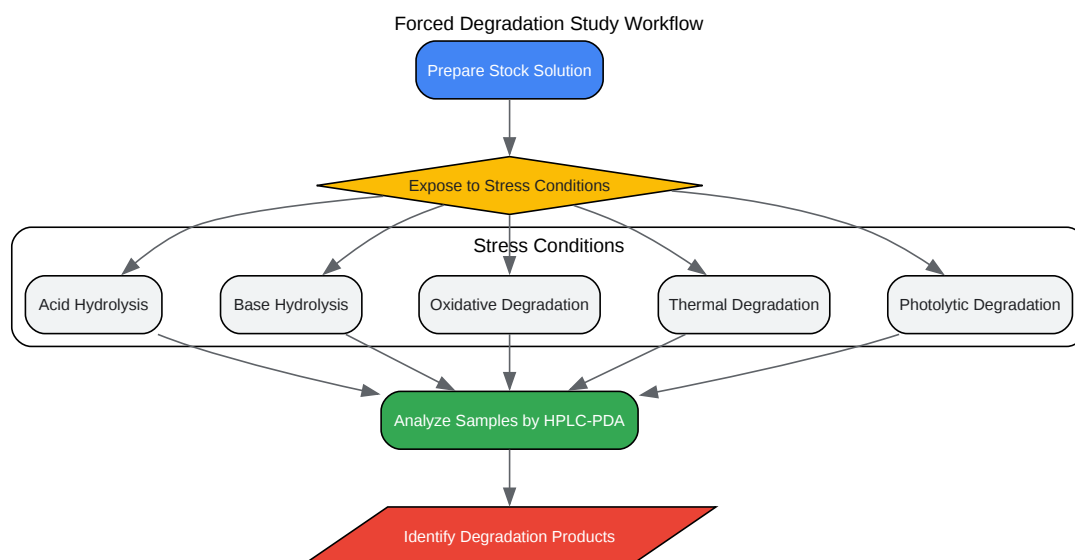 Forced Degradation Study Workflow
Prepare Stock Solution
Expose to Stress Conditions
Stress Conditions
Acid Hydrolysis
Base Hydrolysis
Oxidative Degradation
Thermal Degradation
Photolytic Degradation
Analyze Samples by HPLC-PDA
Identify Degradation Products